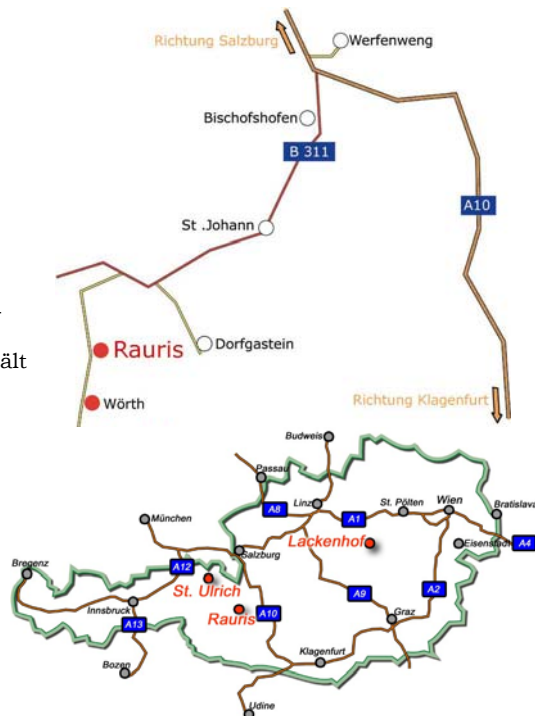 Richtung Salzburg
Werfenweng
Bischofshofen
B 311
St .Johann
A10
ält
Rauris
Dorfgastein
Wörth
Richtung Klagenfurt
Budweis
Passau
Linz
St. Pölten
Wien
Bratislava
A8
A1
München
Lackenhof
Eisenstadt
A4
Salzburg
Bregenz
A12
St. Ulrich
A9
A2
Innsbruck
Rauris
A10
Graz
A13
Klagenfurt
Bozen
Udine